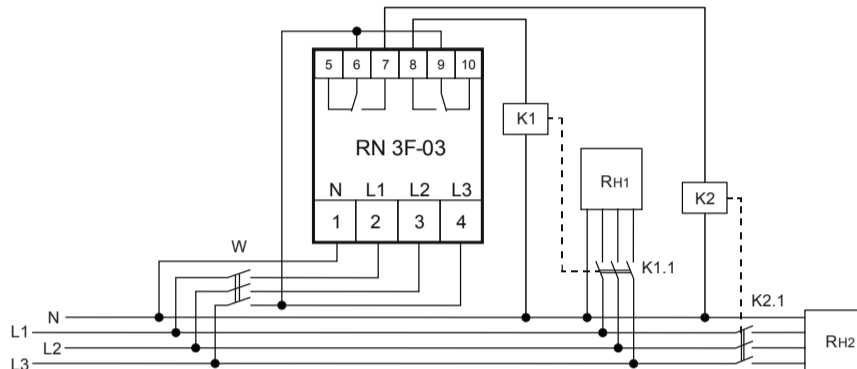 5 6 7 8 9 10
RN 3F-03
N L1 L2 L3
1 2 3 4
K1
RH1
K2
W
K1.1
K2.1
N
L1
L2
L3
RH2